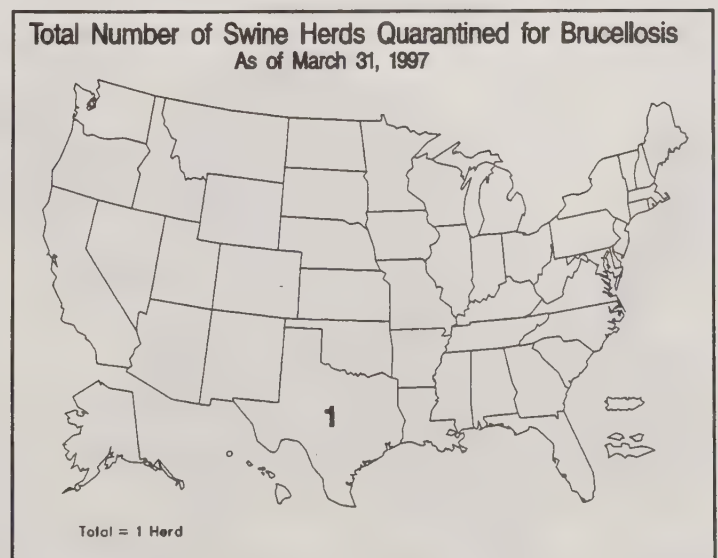 Total Number of Swine Herds Quarantined for Brucellosis
As of March 31, 1997
1
Total = 1 Herd